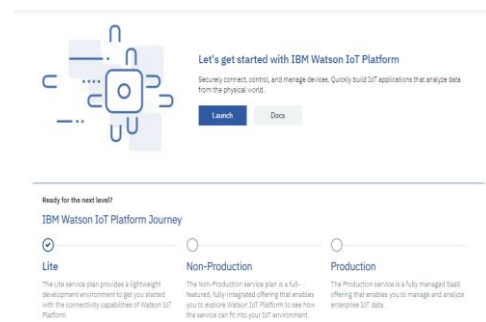 Let's get started with IBM Watson IoT Platform
Securely connect, control, and manage devices. Quickly build IoT applications that analyze data
from the physical world.
Launch Docs
Ready for the next level?
IBM Watson IoT Platform Journey
Lite Non-Production Production
The Lite service plan provides a lightweight
development environment to get you started
with the connectivity capabilities of Watson IoT
Platform.
The Non-Production service plan is a full-
featured, fully-integrated offering that enables
you to explore Watson IoT Platform to see how
the service can fit into your IoT environment.
The Production service is a fully managed SaaS
offering that enables you to manage and analyze
enterprise IoT data.